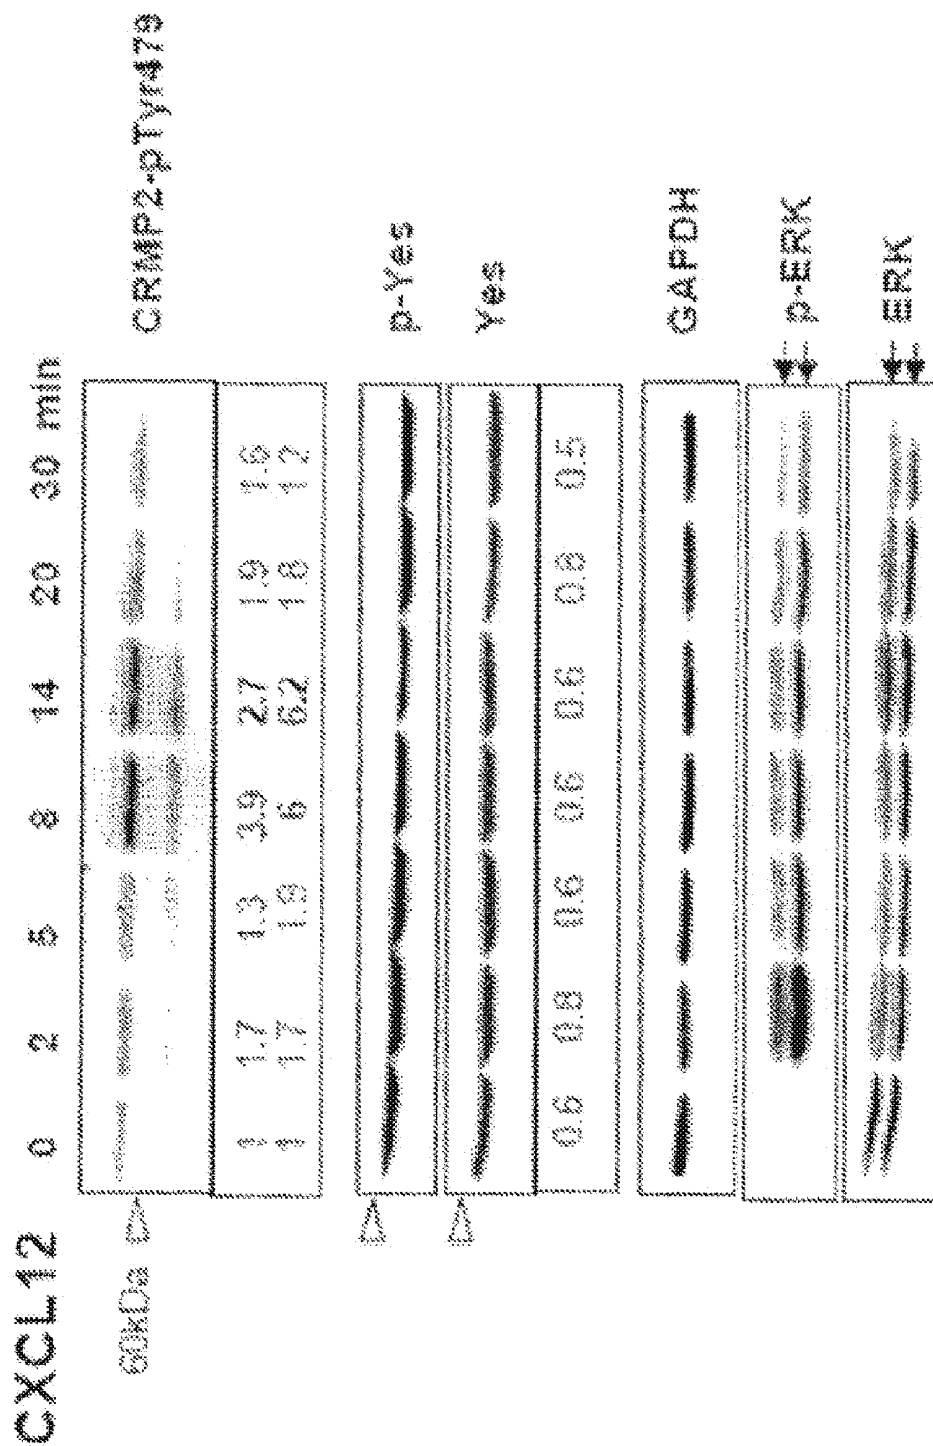 CXCL12 0 2 5 8 14 20 30 min
60kDa CRMP2-pTyr479
1 1.7 1.3 3.9 2.7 1.9 1.6
1 1.7 1.9 6 6.2 1.8 1.2
p-Yes
Yes
0.6 0.8 0.6 0.6 0.6 0.8 0.5
GAPDH
p-ERK
ERK